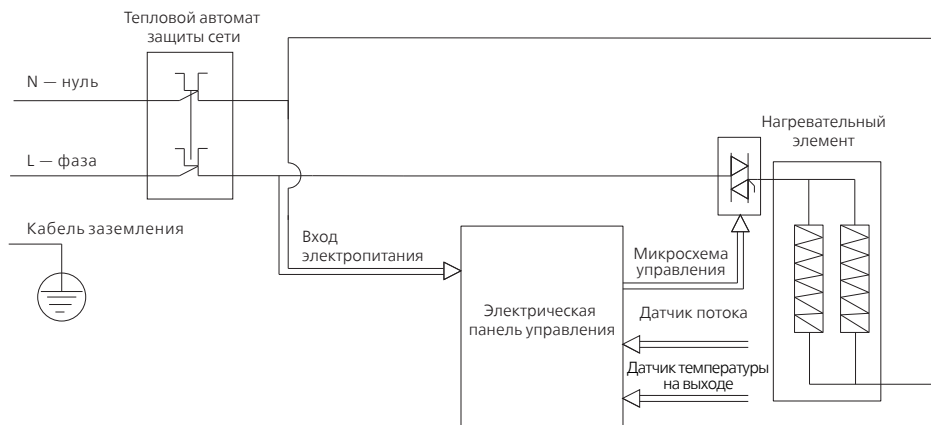 Тепловой автомат
защиты сети
N — нуль
L — фаза
Кабель заземления
Вход
электропитания
Электрическая
панель управления
Микросхема
управления
Датчик потока
Датчик температуры
на выходе
Нагревательный
элемент